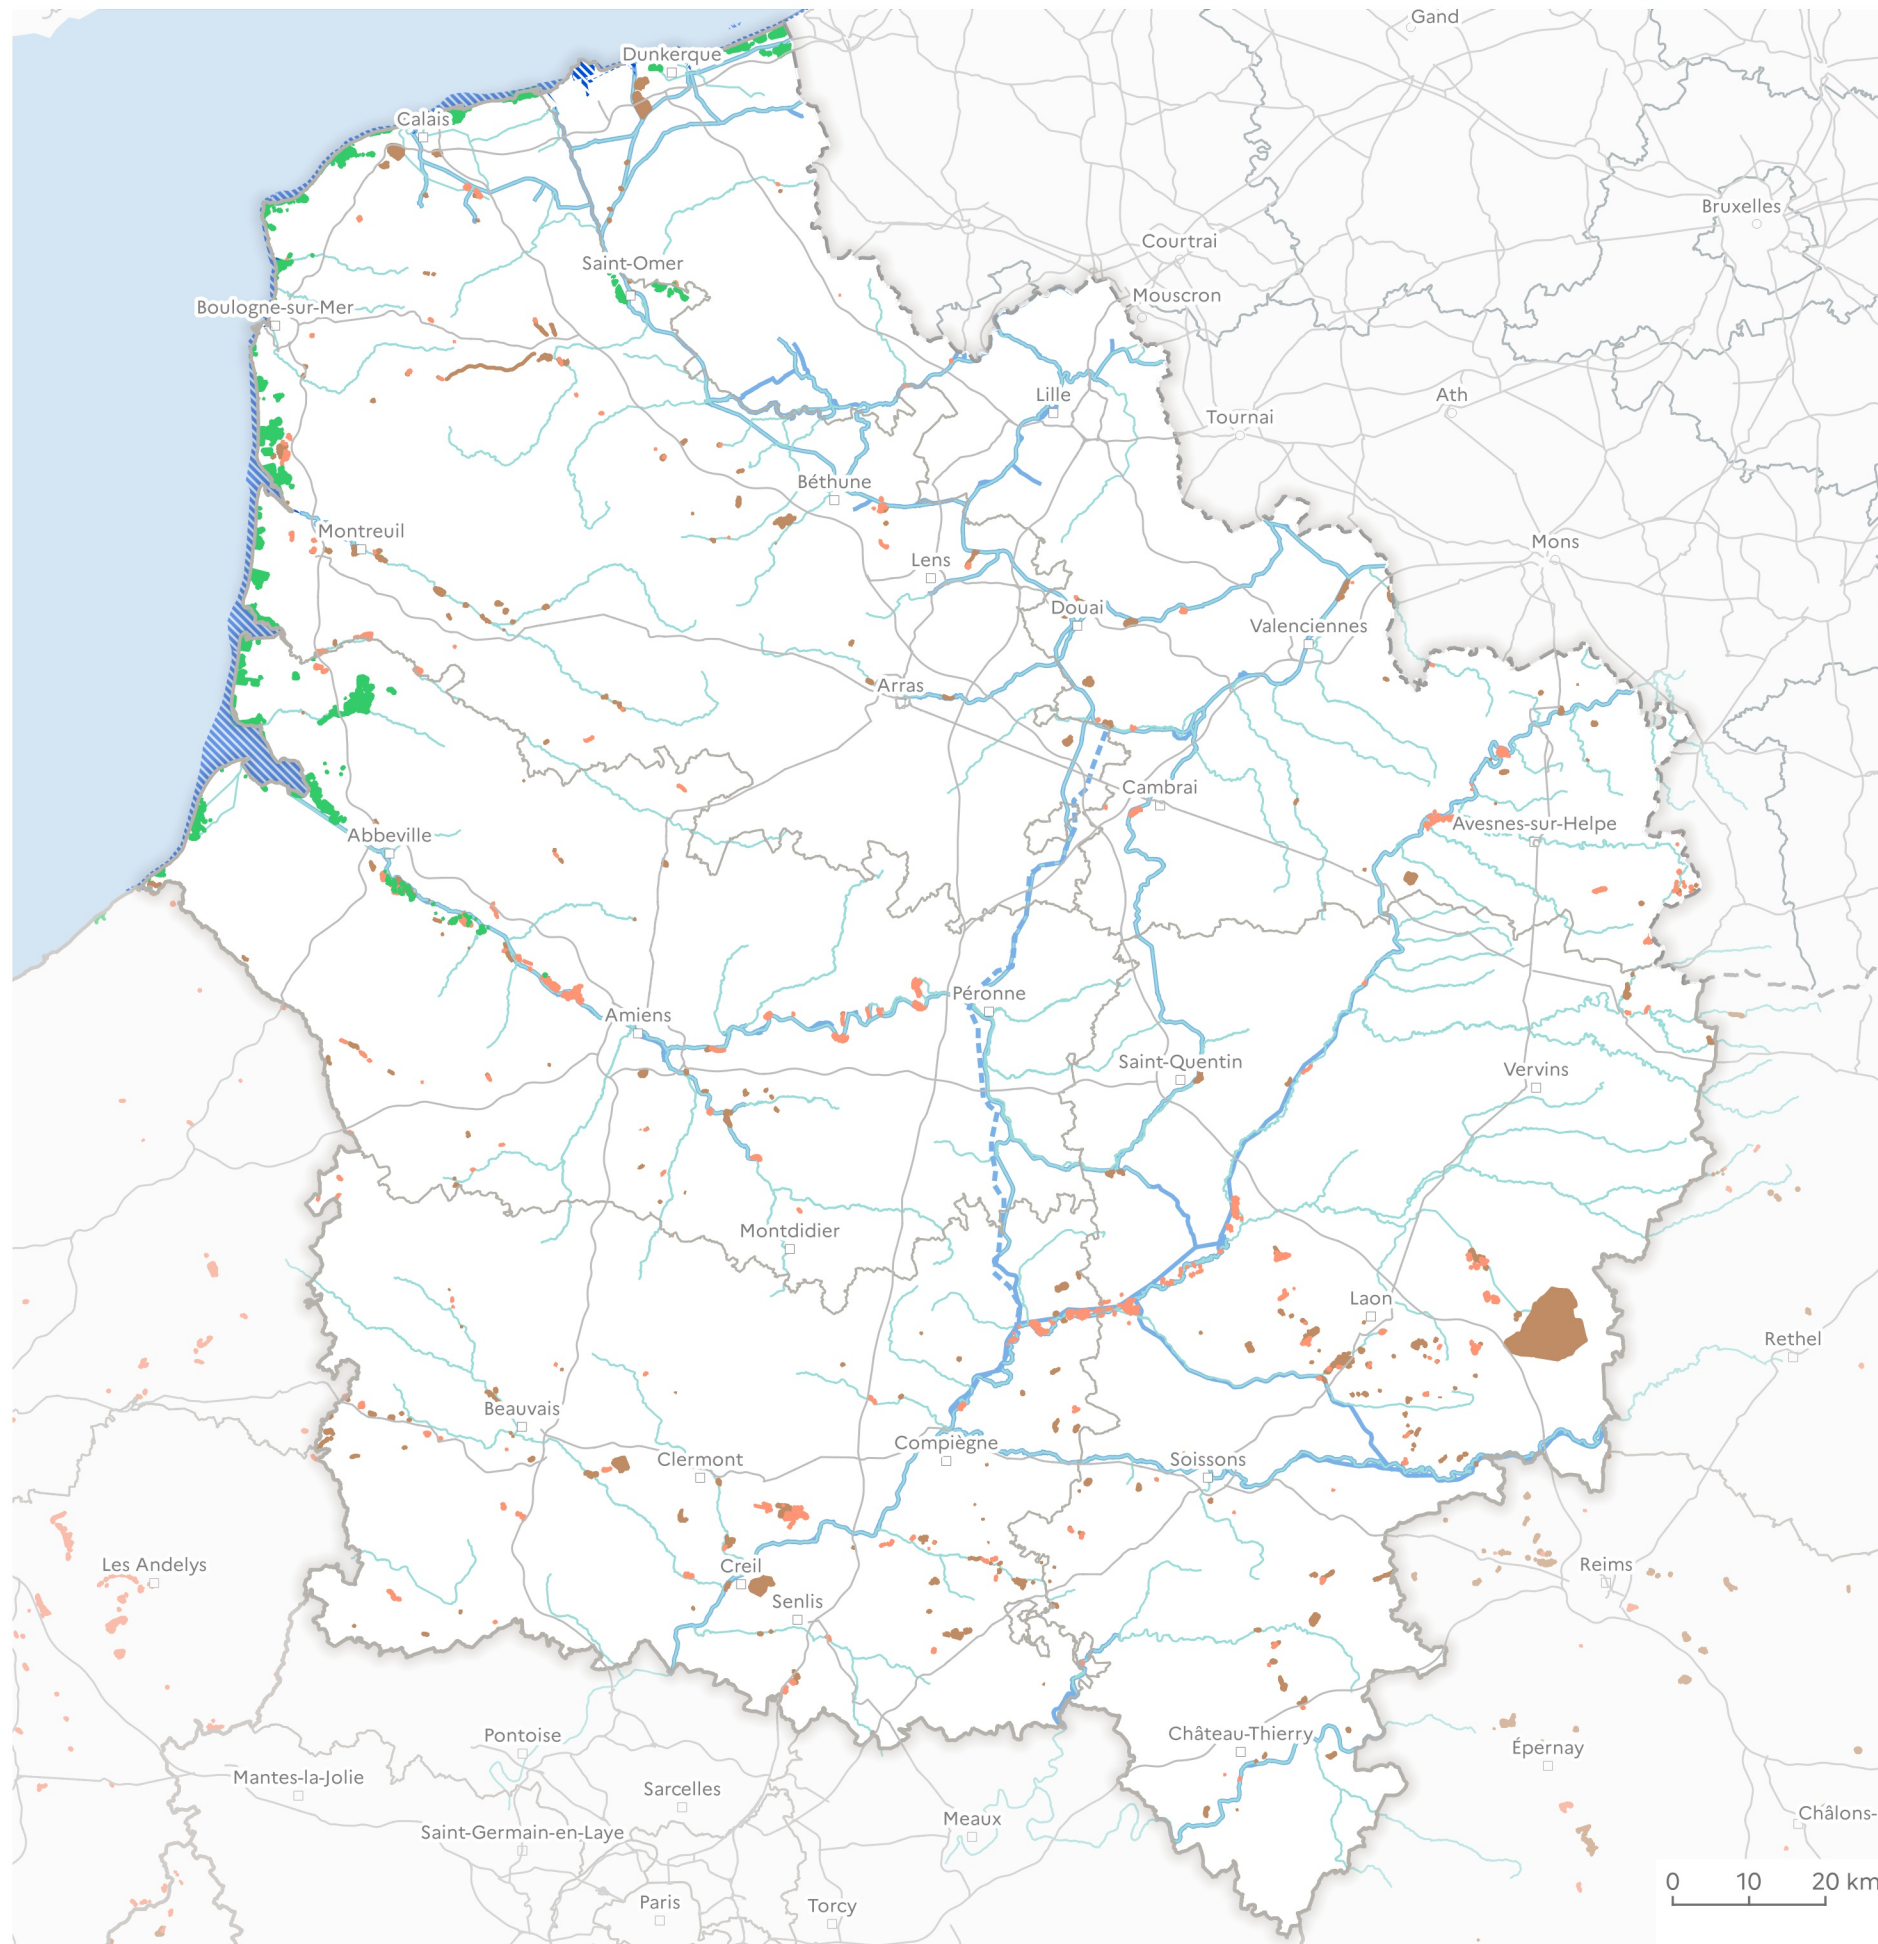 Gand
Dunkerque
Calais
Bruxelles
Courtrai
Saint-Omer
Mouscron
Boulogne-sur-Mer
Lille
Ath
Tournai
Béthune
Montreuil
Mons
Lens
Douai
Valenciennes
Arras
Cambrai
Avesnes-sur-Helpe
Abbeville
Péronne
Amiens
Saint-Quentin
Vervins
Montdidier
Laon
Rethel
Beauvais
Compiègne
Clermont
Soissons
Les Andelys
Creil
Reims
Senlis
Château-Thierry
Pontoise
Épernay
Mantes-la-Jolie
Sarcelles
Meaux
Châlons-
Saint-Germain-en-Laye
0 10 20 km
Paris
Torcy